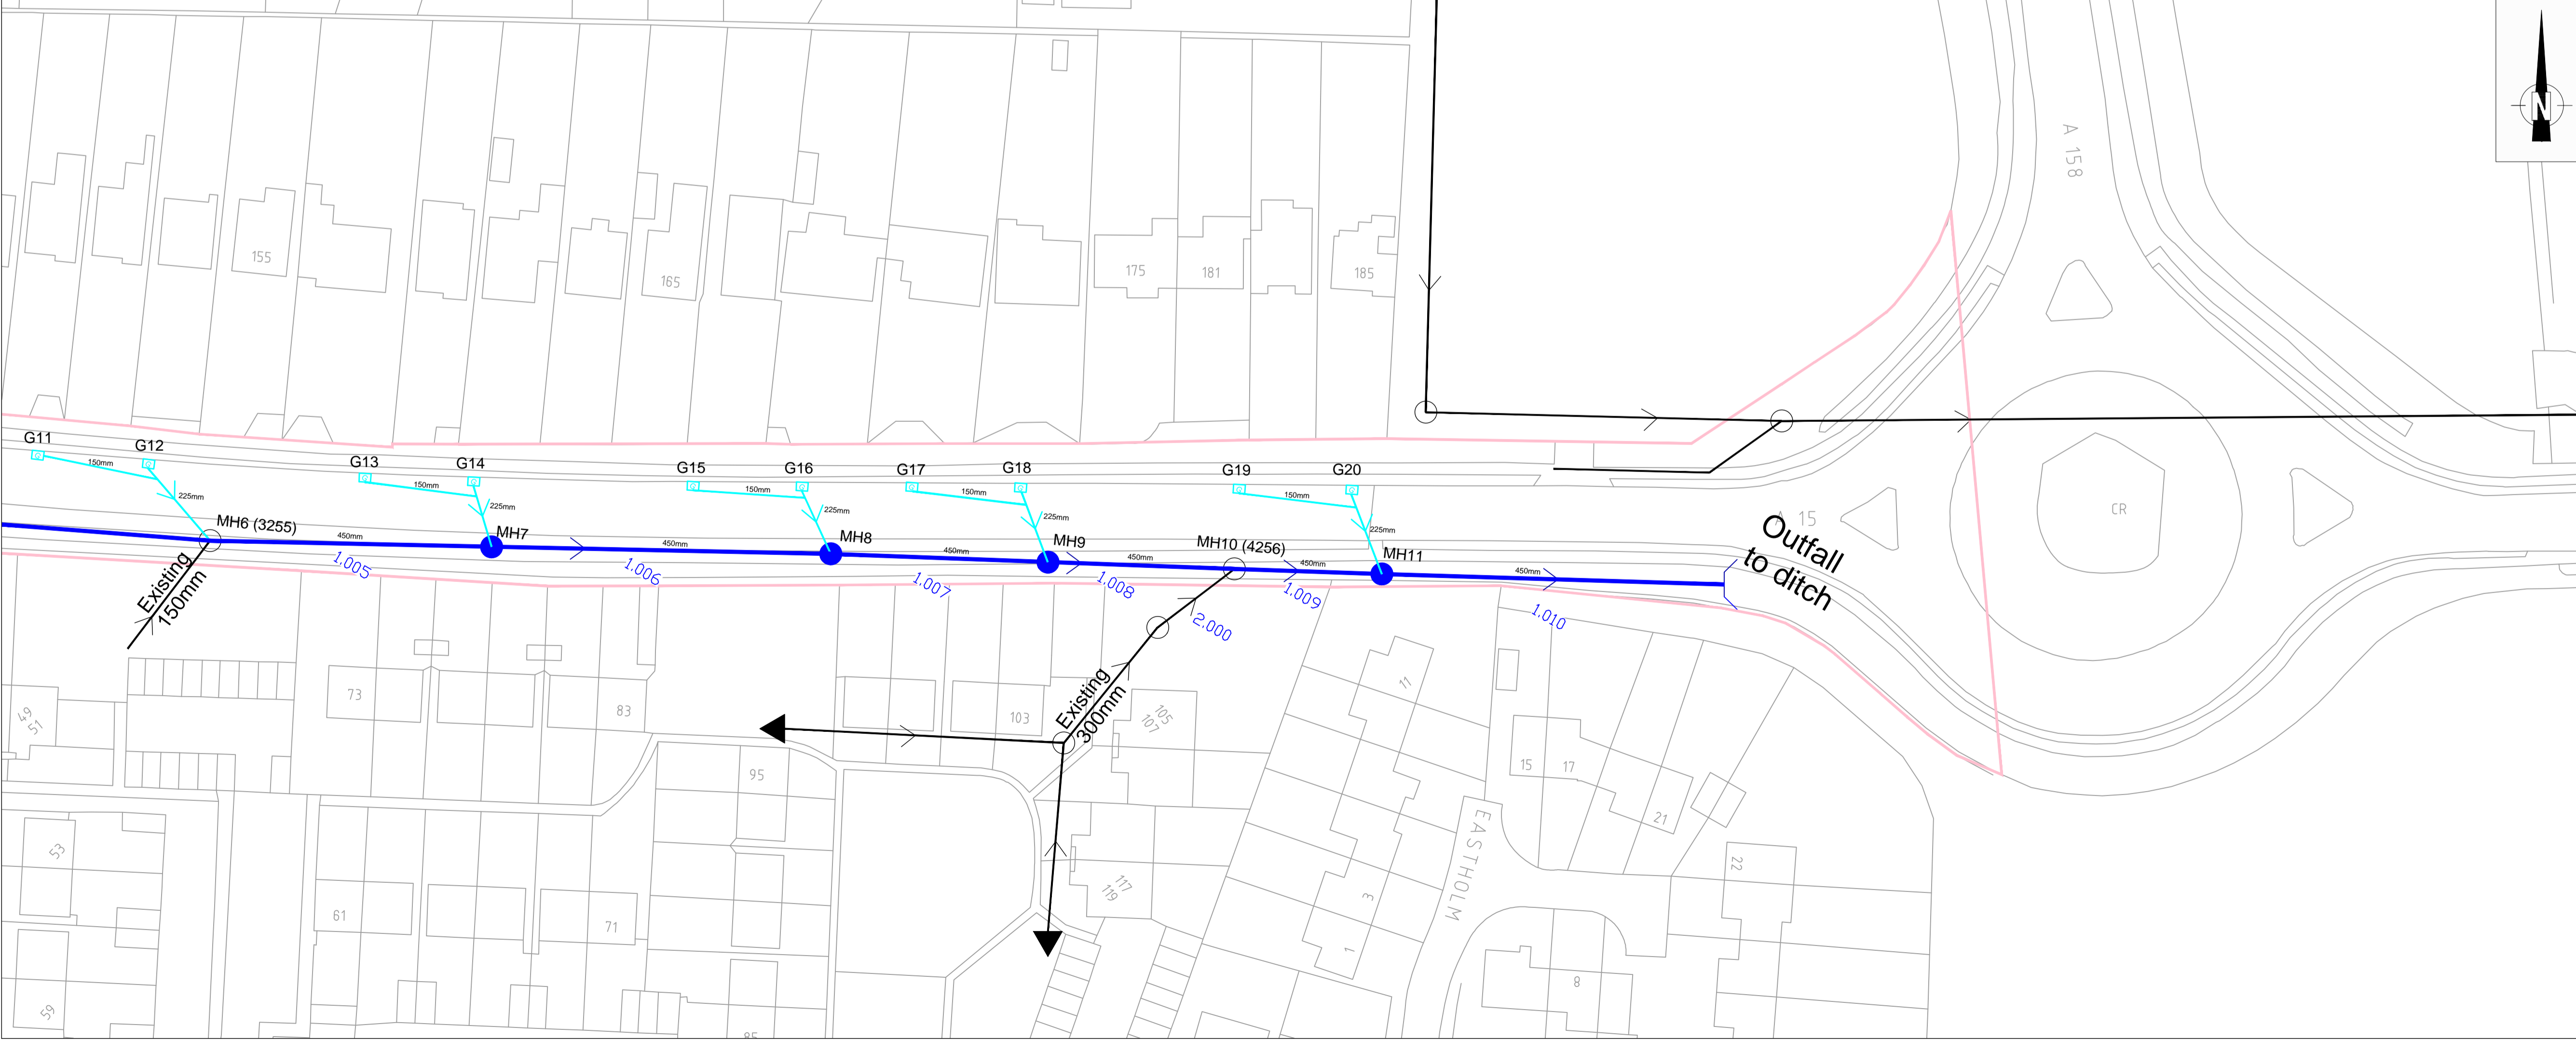 N
A 158
155
165
175
181
185
G11
G12
G13
G14
G15
G16
G17
G18
G19
G20
150mm
150mm
150mm
150mm
150mm
225mm
225mm
225mm
225mm
225mm
CR
A 15
MH6 (3255)
MH7
MH8
MH9
MH10 (4256)
MH11
450mm
450mm
450mm
450mm
450mm
450mm
Outfall
to ditch
1.005
1.006
1.007
1.008
1.009
1.010
2.000
Existing
150mm
Existing
300mm
73
83
103
105
107
11
49
51
95
15
17
21
EASTHOLM
53
22
61
71
117
119
3
1
8
59
85